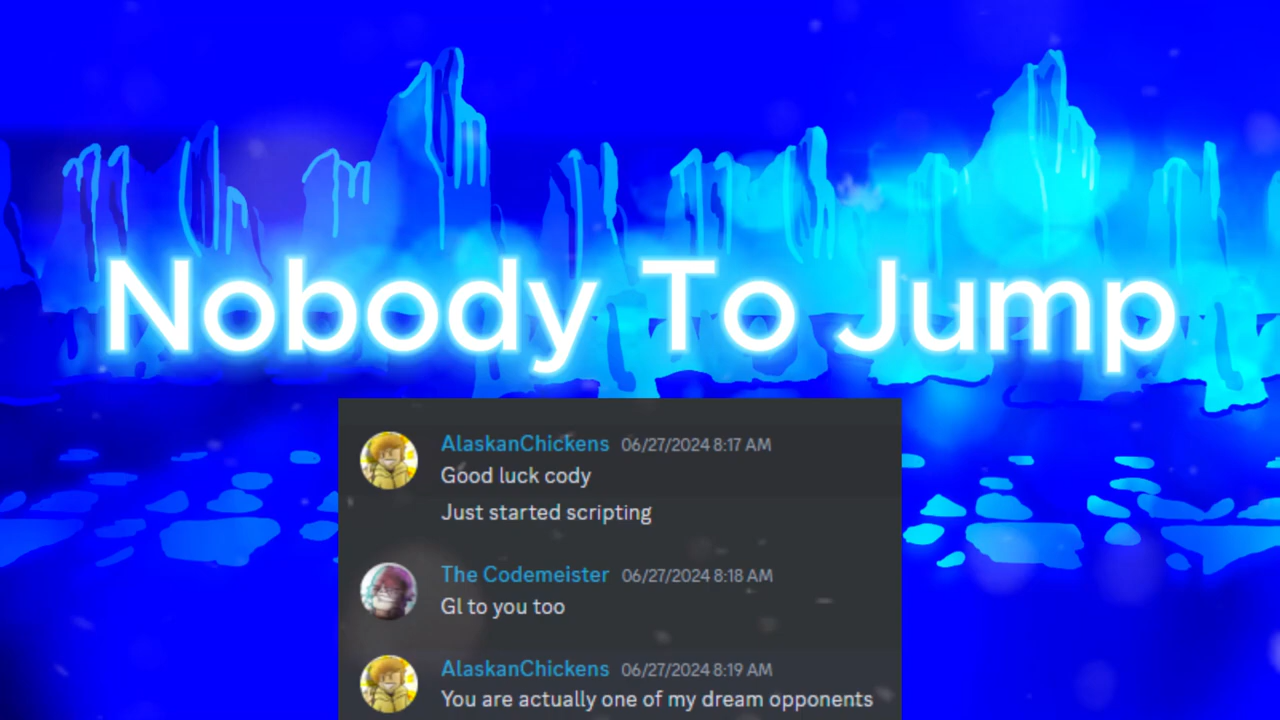 Nobody To Jump
AlaskanChickens 06/27/2024 8:17 AM
Good luck cody
Just started scripting
The Codemeister 06/27/2024 8:18 AM
Gl to you too
AlaskanChickens 06/27/2024 8:19 AM
You are actually one of my dream opponents